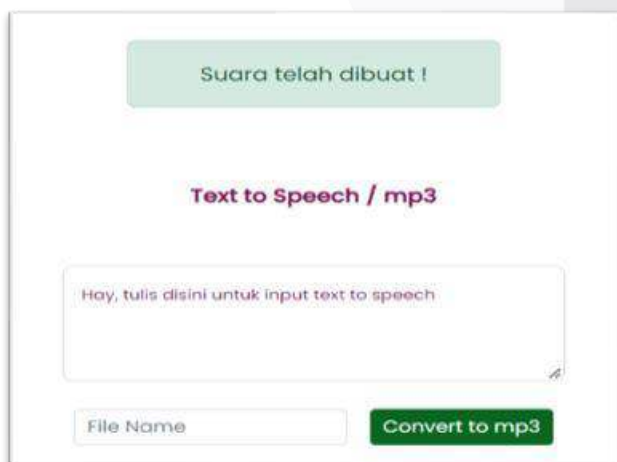 Suara telah dibuat !
Text to Speech / mp3
Hay, tulis disini untuk input text to speech
File Name
Convert to mp3